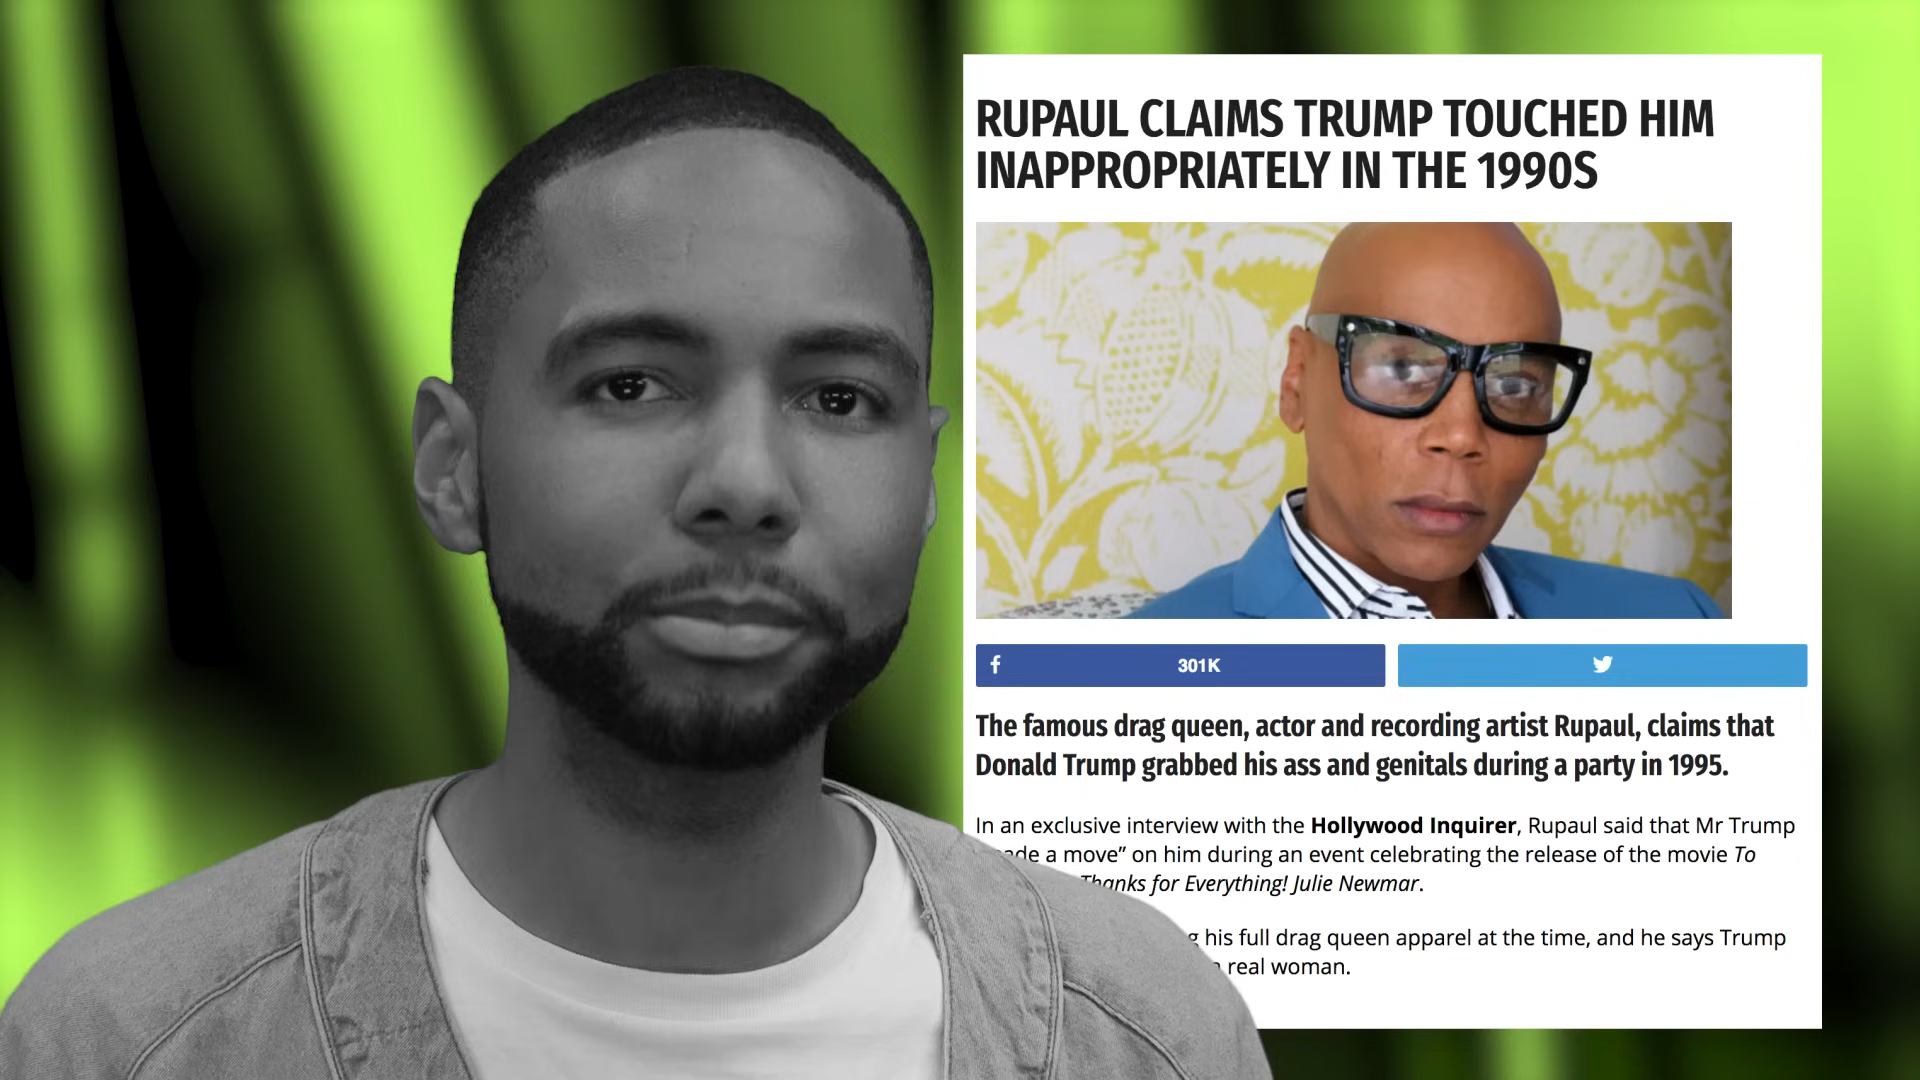 RUPAUL CLAIMS TRUMP TOUCHED HIM
INAPPROPRIATELY IN THE 1990S
f 301K
The famous drag queen, actor and recording artist Rupaul, claims that
Donald Trump grabbed his ass and genitals during a party in 1995.
In an exclusive interview with the Hollywood Inquirer, Rupaul said that Mr Trump
a move” on him during an event celebrating the release of the movie To
Thanks for Everything! Julie Newmar.
his full drag queen apparel at the time, and he says Trump
real woman.